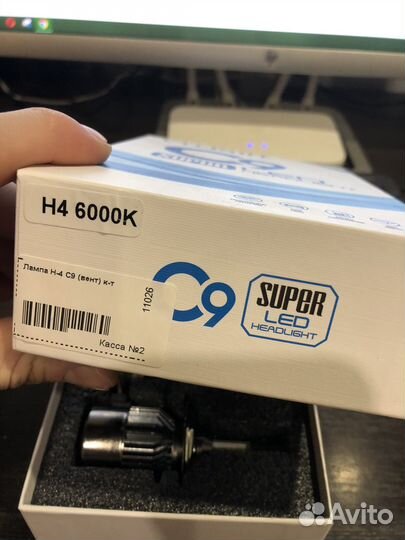 H4 6000K
Лампа H-4 C9 (вент) к-т
11026
Касса №2
C9
SUPER
LED
HEADLIGHT
Avito